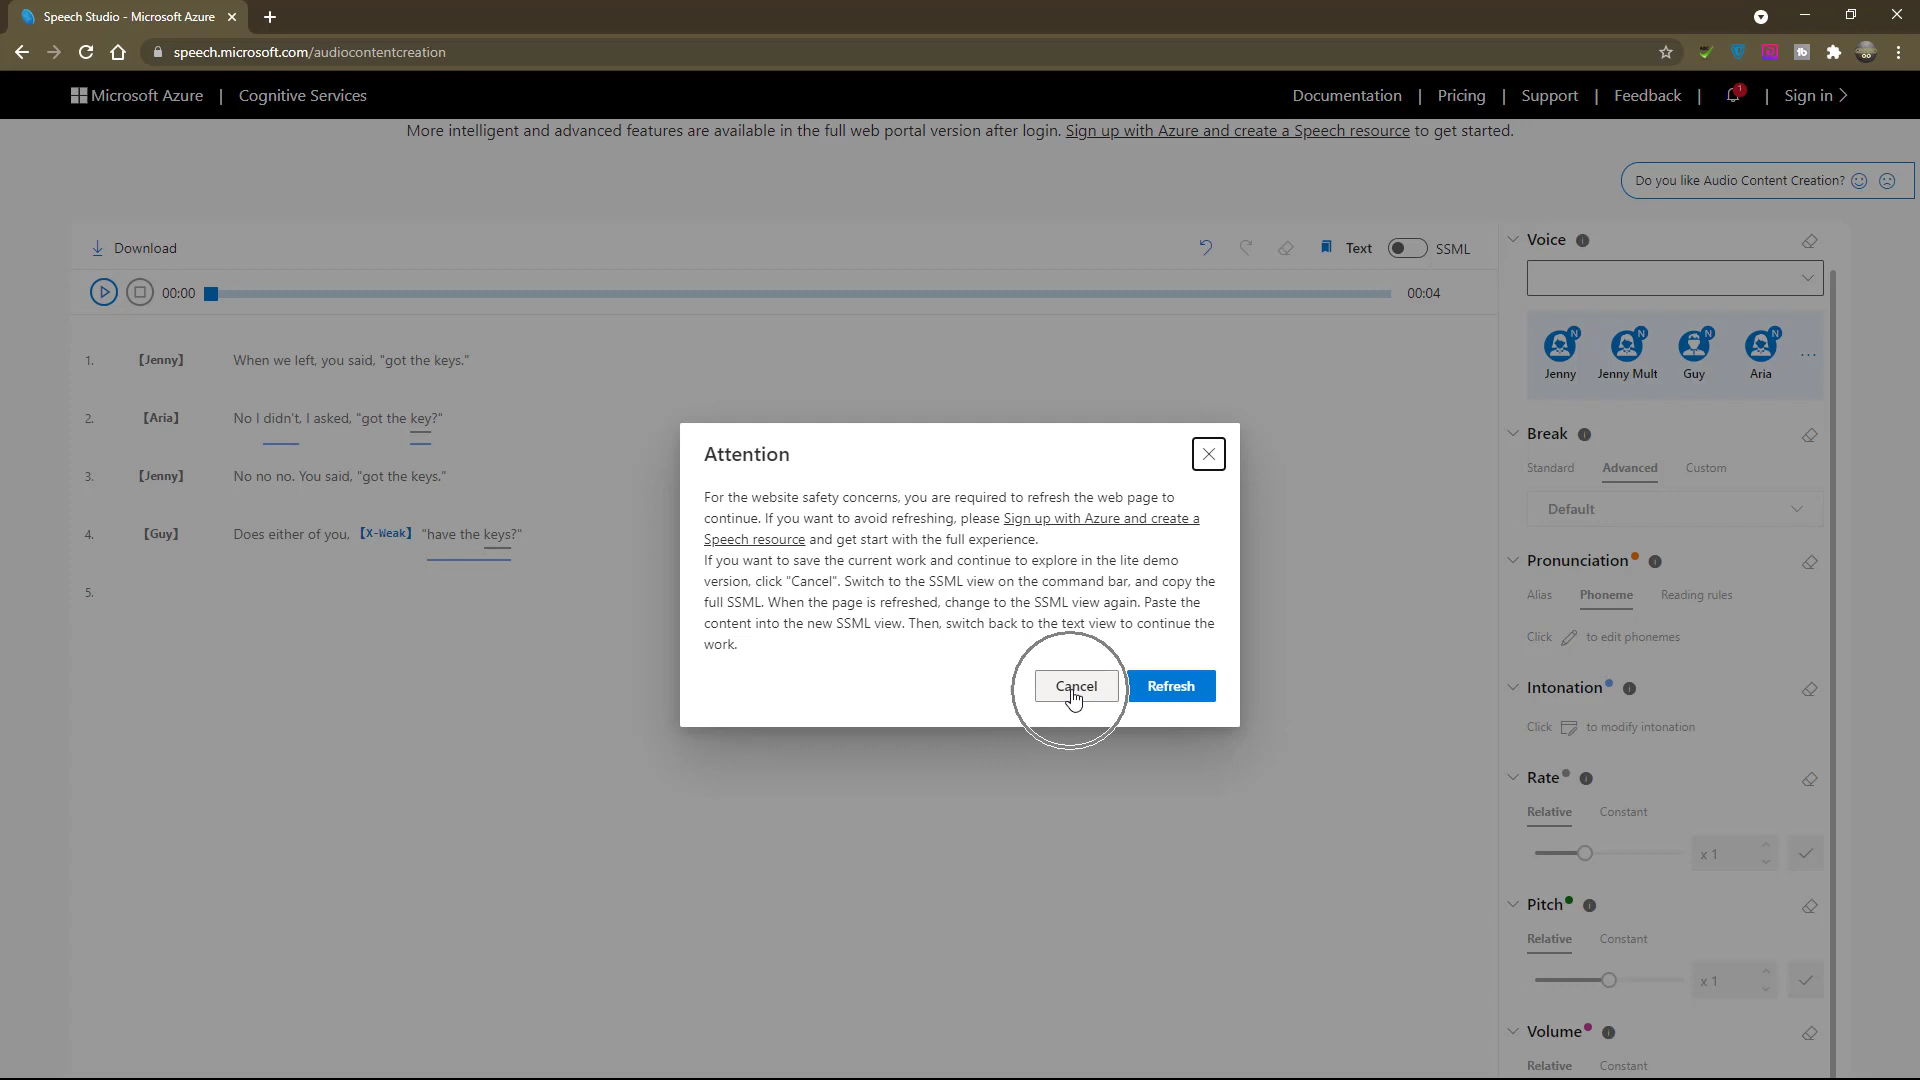 Speech Studio - Microsoft Azure
speech.microsoft.com/audiocontentcreation
Microsoft Azure | Cognitive Services
Documentation | Pricing | Support | Feedback | 1 | Sign in
More intelligent and advanced features are available in the full web portal version after login. Sign up with Azure and create a Speech resource to get started.
Do you like Audio Content Creation?
Download
Text SSML
00:00 00:04
1. 【Jenny】 When we left, you said, "got the keys."
2. 【Aria】 No I didn't, I asked, "got the key?"
3. 【Jenny】 No no no. You said, "got the keys."
4. 【Guy】 Does either of you, 【X-Weak】 "have the keys?"
5.
Attention
For the website safety concerns, you are required to refresh the web page to
continue. If you want to avoid refreshing, please Sign up with Azure and create a
Speech resource and get start with the full experience.
If you want to save the current work and continue to explore in the lite demo
version, click "Cancel". Switch to the SSML view on the command bar, and copy the
full SSML. When the page is refreshed, change to the SSML view again. Paste the
content into the new SSML view. Then, switch back to the text view to continue the
work.
Cancel Refresh
Voice
N N N N
Jenny Jenny Mult Guy Aria ...
Break
Standard Advanced Custom
Default
Pronunciation
Alias Phoneme Reading rules
Click to edit phonemes
Intonation
Click to modify intonation
Rate
Relative Constant
x 1
Pitch
Relative Constant
x 1
Volume
Relative Constant